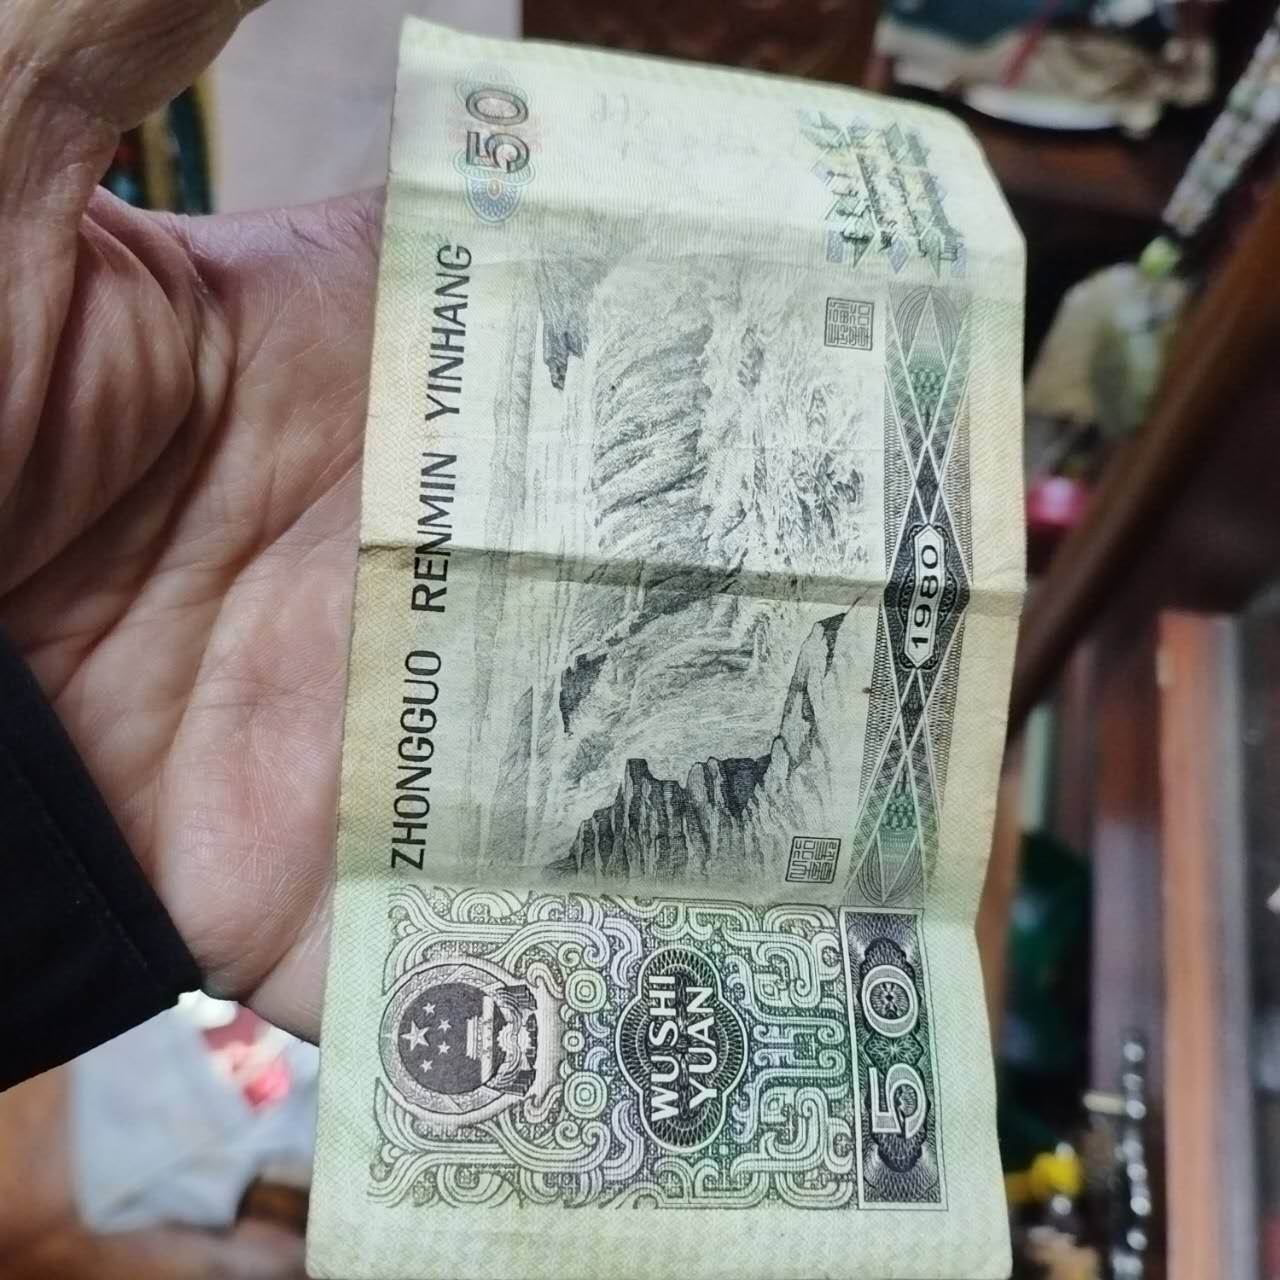 ZHONGGUO RENMIN YINHANG
50
WUSHI
YUAN
50
1980